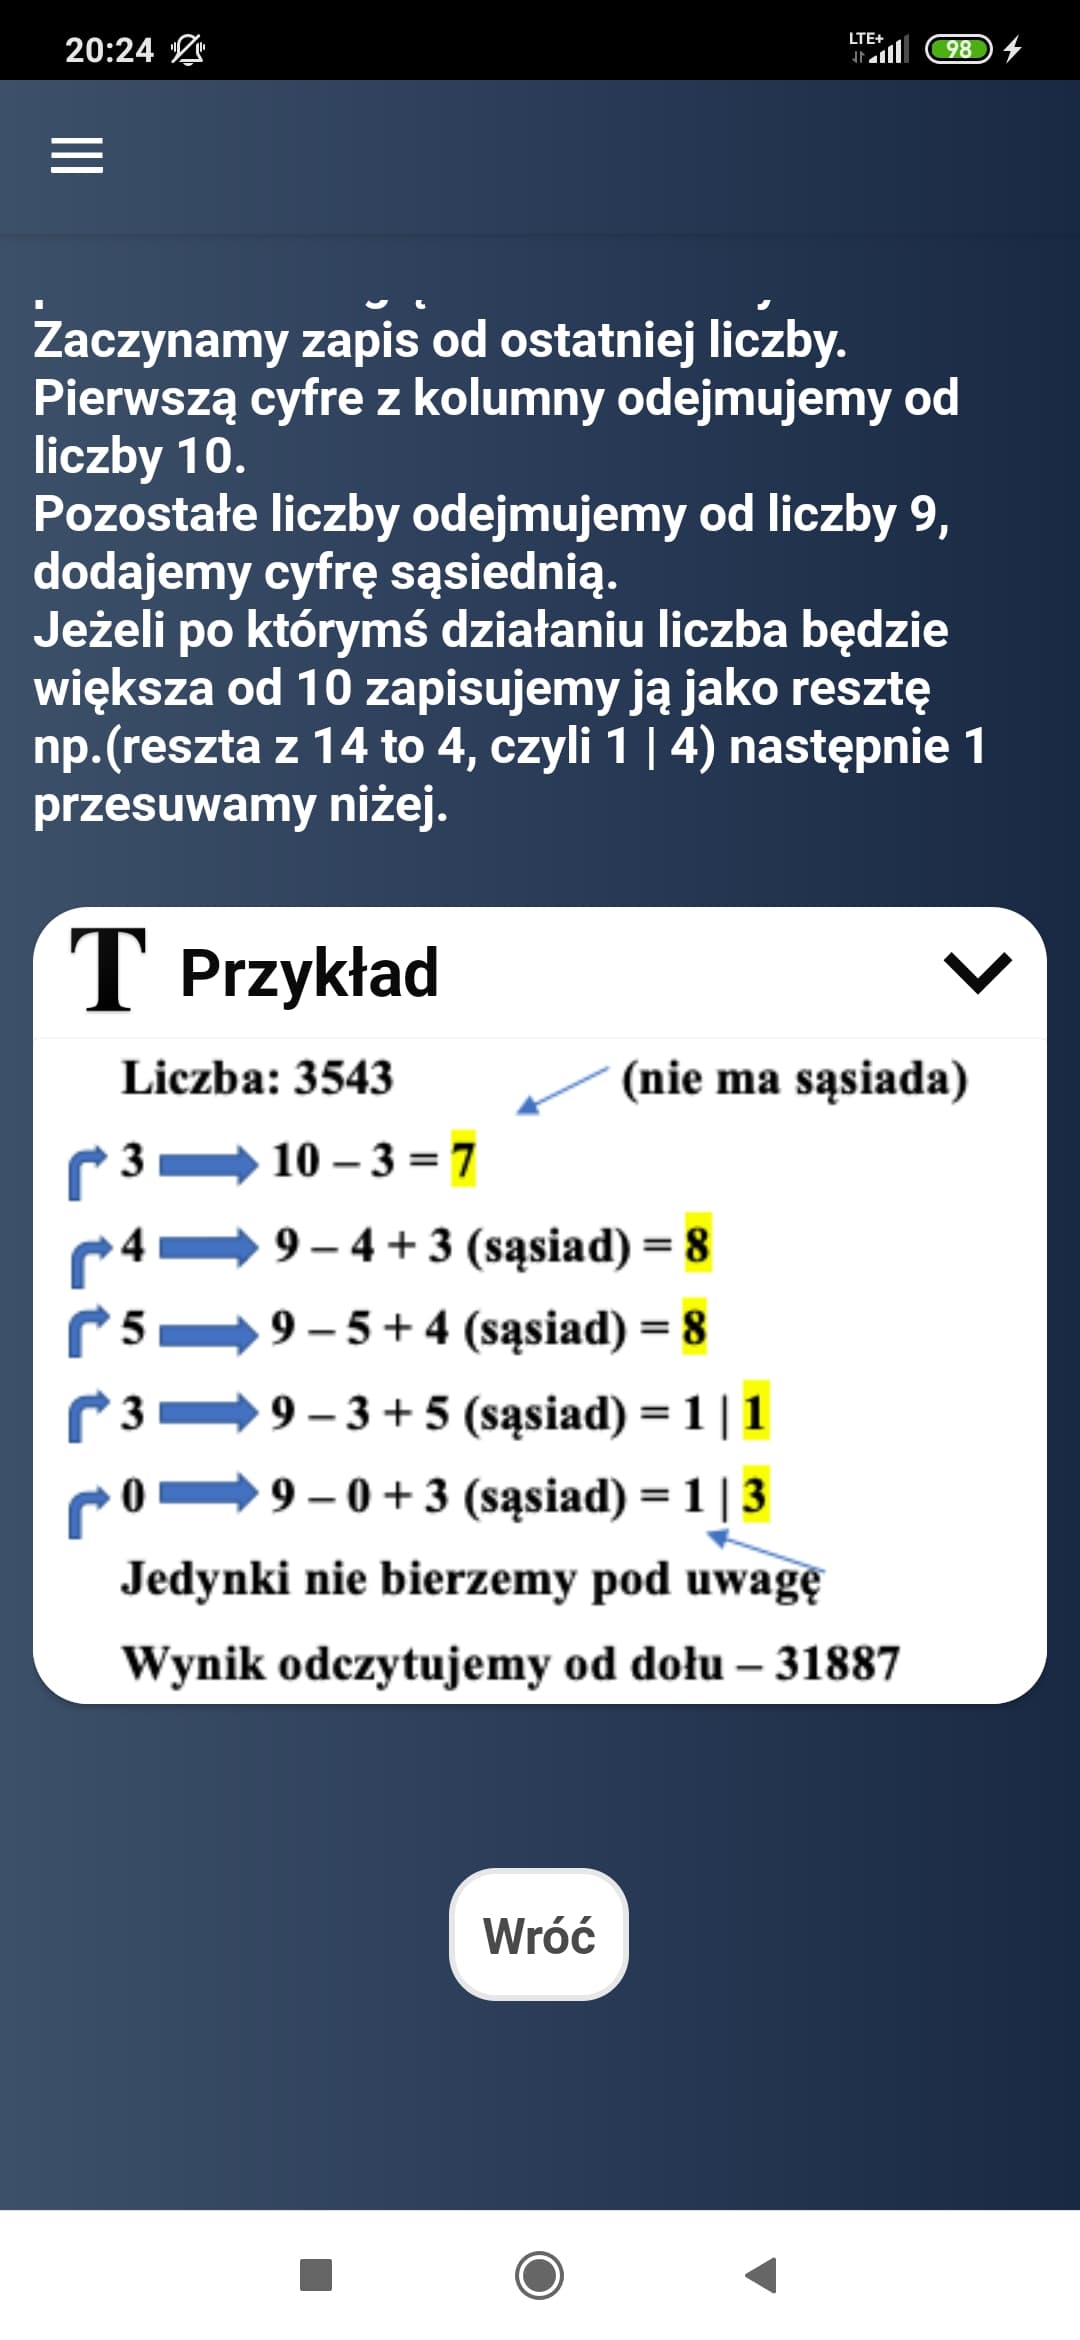 20:24
LTE+
98
Zaczynamy zapis od ostatniej liczby.
Pierwszą cyfre z kolumny odejmujemy od
liczby 10.
Pozostałe liczby odejmujemy od liczby 9,
dodajemy cyfrę sąsiednią.
Jeżeli po którymś działaniu liczba będzie
większa od 10 zapisujemy ją jako resztę
np.(reszta z 14 to 4, czyli 1 | 4) następnie 1
przesuwamy niżej.
T Przykład
Liczba: 3543 (nie ma sąsiada)
3 10 – 3 = 7
4 9 – 4 + 3 (sąsiad) = 8
5 9 – 5 + 4 (sąsiad) = 8
3 9 – 3 + 5 (sąsiad) = 1 | 1
0 9 – 0 + 3 (sąsiad) = 1 | 3
Jedynki nie bierzemy pod uwagę
Wynik odczytujemy od dołu – 31887
Wróć